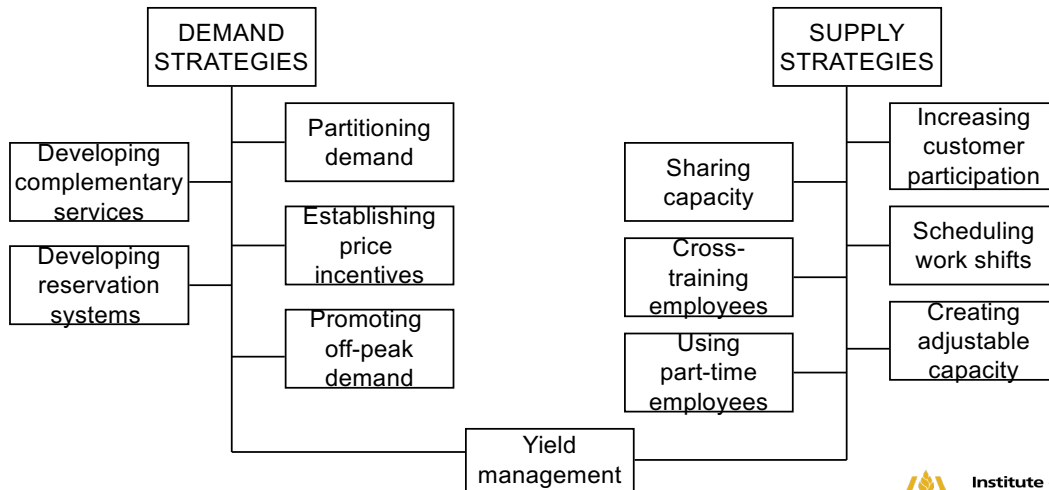 DEMAND
STRATEGIES
Developing
complementary
services
Developing
reservation
systems
Partitioning
demand
Establishing
price
incentives
Promoting
off-peak
demand
SUPPLY
STRATEGIES
Sharing
capacity
Cross-
training
employees
Using
part-time
employees
Increasing
customer
participation
Scheduling
work shifts
Creating
adjustable
capacity
Yield
management
Institute